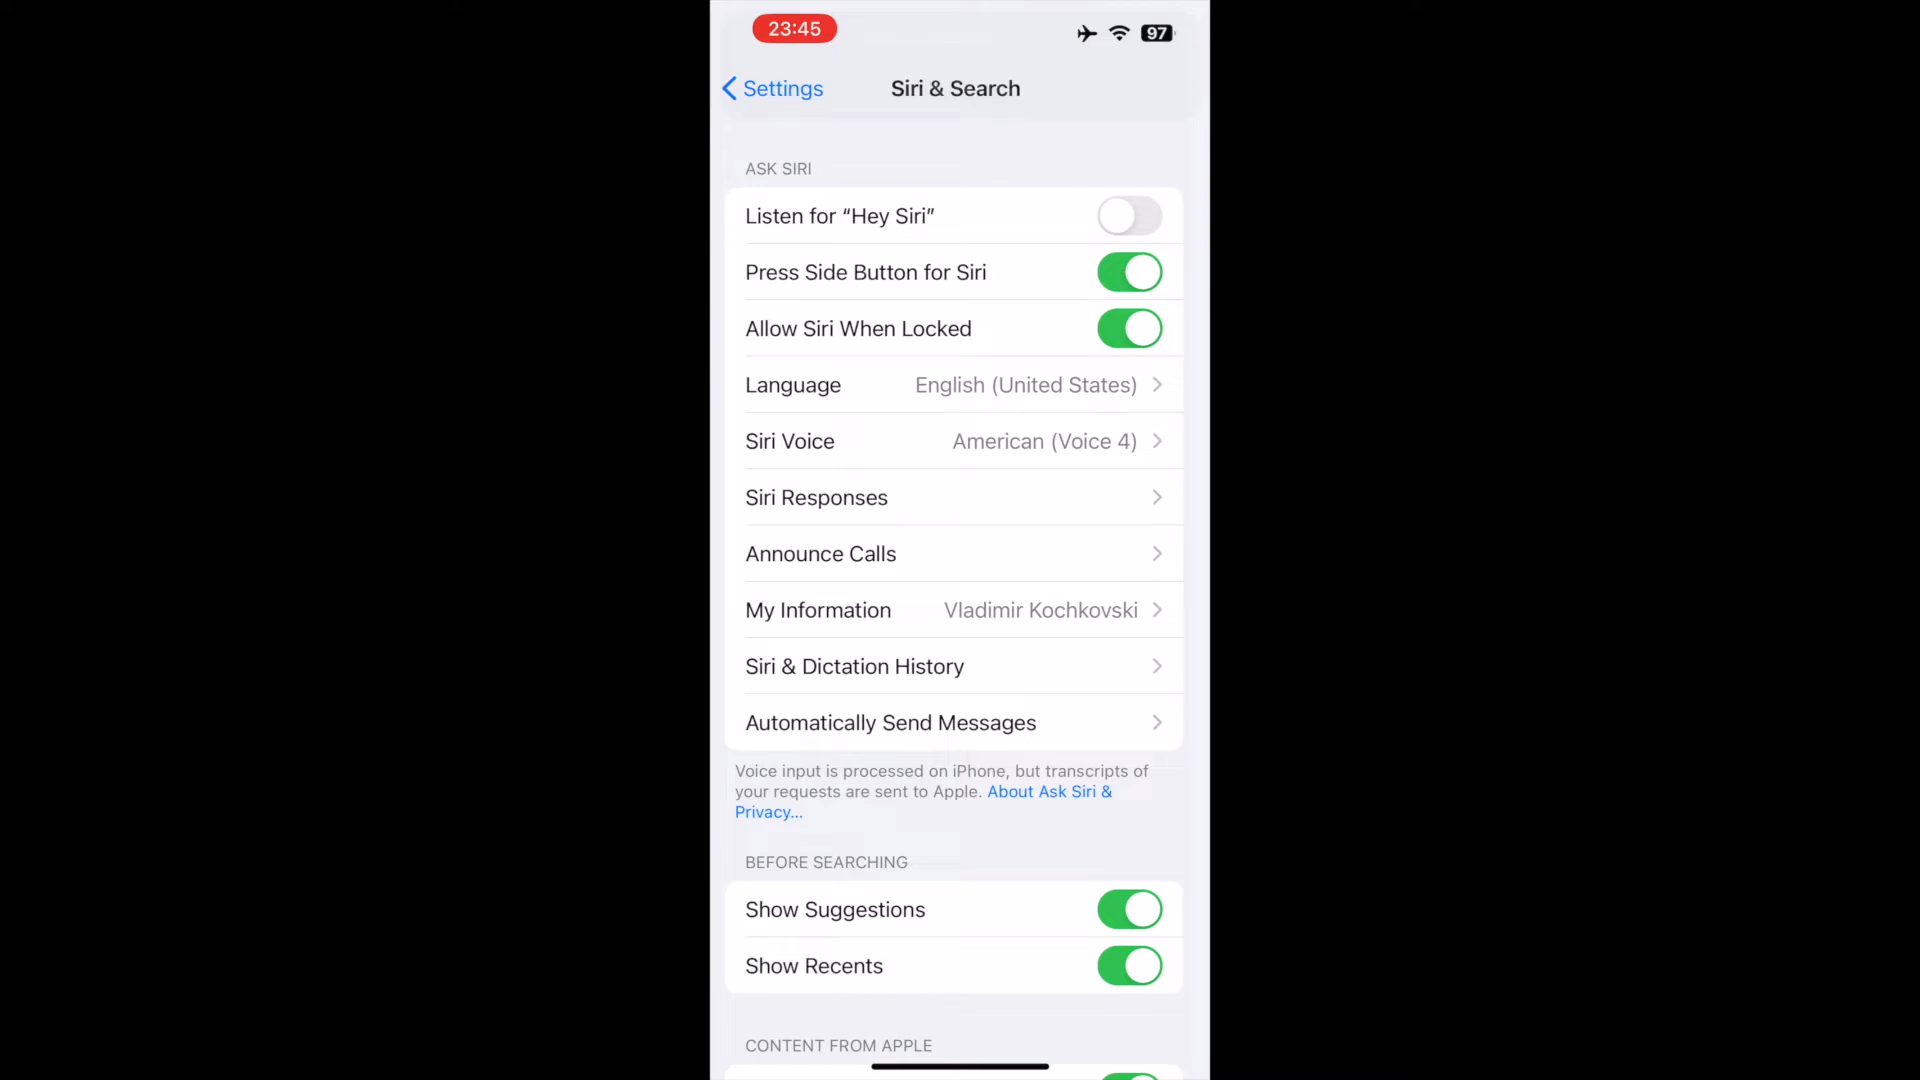 23:45
97
Settings
Siri & Search
ASK SIRI
Listen for “Hey Siri”
Press Side Button for Siri
Allow Siri When Locked
Language English (United States)
Siri Voice American (Voice 4)
Siri Responses
Announce Calls
My Information Vladimir Kochkovski
Siri & Dictation History
Automatically Send Messages
Voice input is processed on iPhone, but transcripts of
your requests are sent to Apple. About Ask Siri &
Privacy...
BEFORE SEARCHING
Show Suggestions
Show Recents
CONTENT FROM APPLE